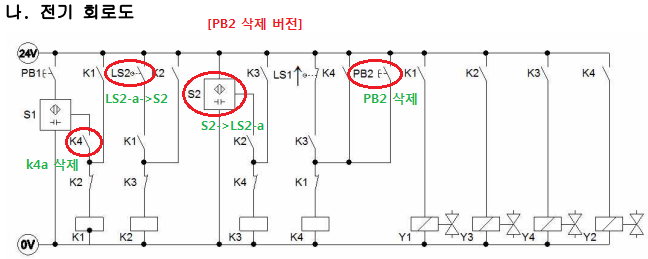 나. 전기 회로도
[PB2 삭제 버전]
24V
PB1 K1 LS2 K2 K3 LS1 K4 PB2 K1 K2 K3 K4
S2
LS2-a->S2
PB2 삭제
S1
S2->LS2-a
K4 K1 K2 K3
k4a 삭제
K2 K3 K4 K1
0V
K1 K2 K3 K4 Y1 Y3 Y4 Y2